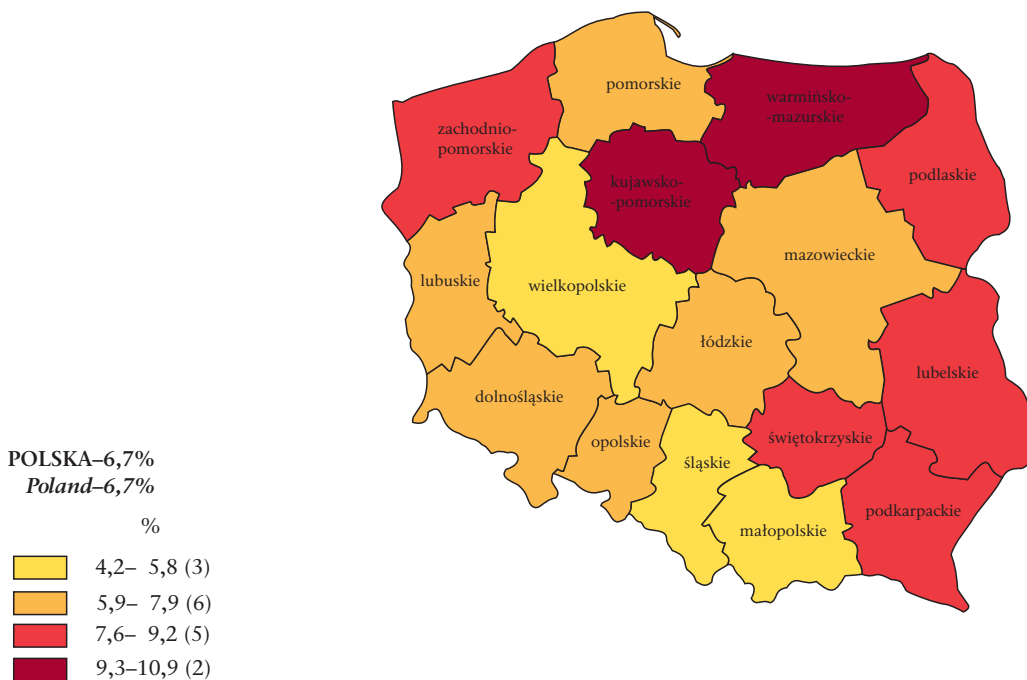 pomorskie
warmińsko-
-mazurskie
zachodnio-
pomorskie
podlaskie
kujawsko-
-pomorskie
mazowieckie
lubuskie
wielkopolskie
łódzkie
lubelskie
dolnośląskie
opolskie
świętokrzyskie
śląskie
podkarpackie
małopolskie
POLSKA–6,7%
Poland–6,7%
%
4,2– 5,8 (3)
5,9– 7,9 (6)
7,6– 9,2 (5)
9,3–10,9 (2)